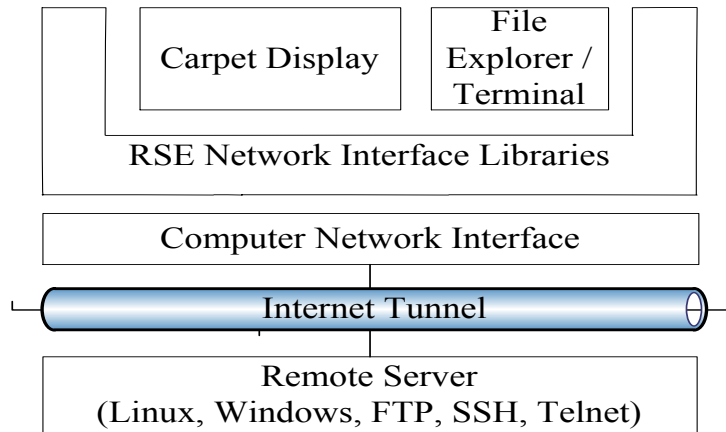 Carpet Display
File
Explorer /
Terminal
RSE Network Interface Libraries
Computer Network Interface
Internet Tunnel
Remote Server
(Linux, Windows, FTP, SSH, Telnet)